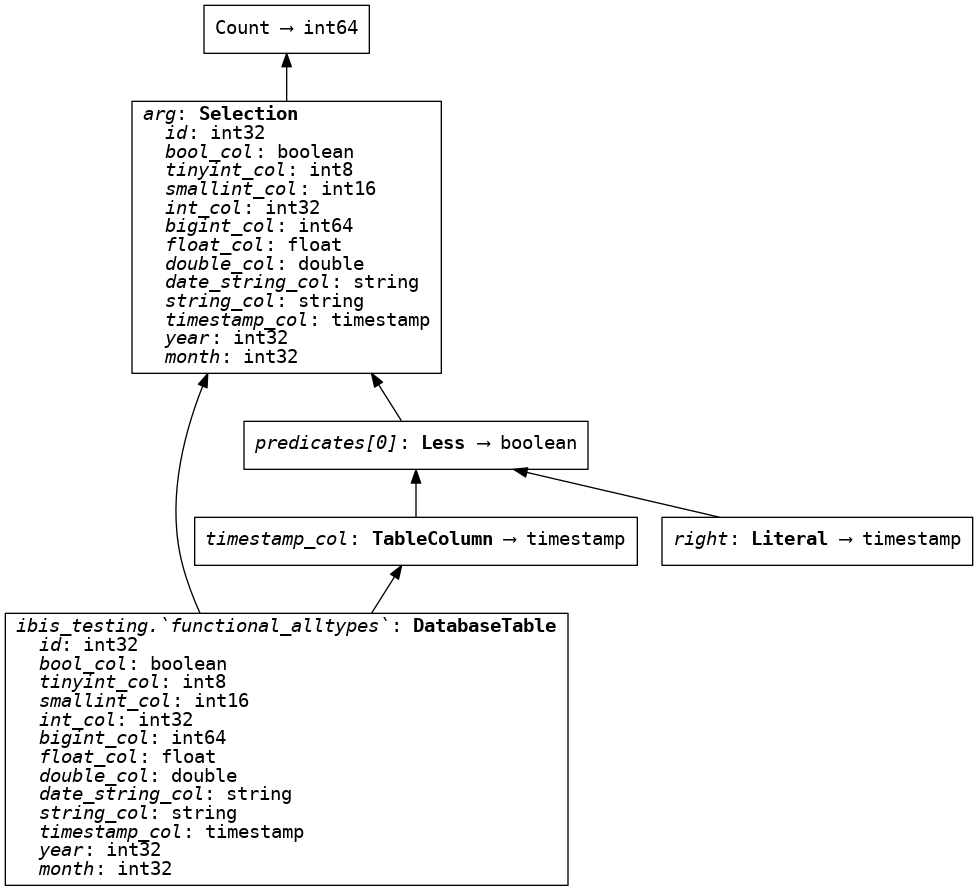 Count → int64
arg: Selection
id: int32
bool_col: boolean
tinyint_col: int8
smallint_col: int16
int_col: int32
bigint_col: int64
float_col: float
double_col: double
date_string_col: string
string_col: string
timestamp_col: timestamp
year: int32
month: int32
predicates[0]: Less → boolean
timestamp_col: TableColumn → timestamp
right: Literal → timestamp
ibis_testing.`functional_alltypes`: DatabaseTable
id: int32
bool_col: boolean
tinyint_col: int8
smallint_col: int16
int_col: int32
bigint_col: int64
float_col: float
double_col: double
date_string_col: string
string_col: string
timestamp_col: timestamp
year: int32
month: int32